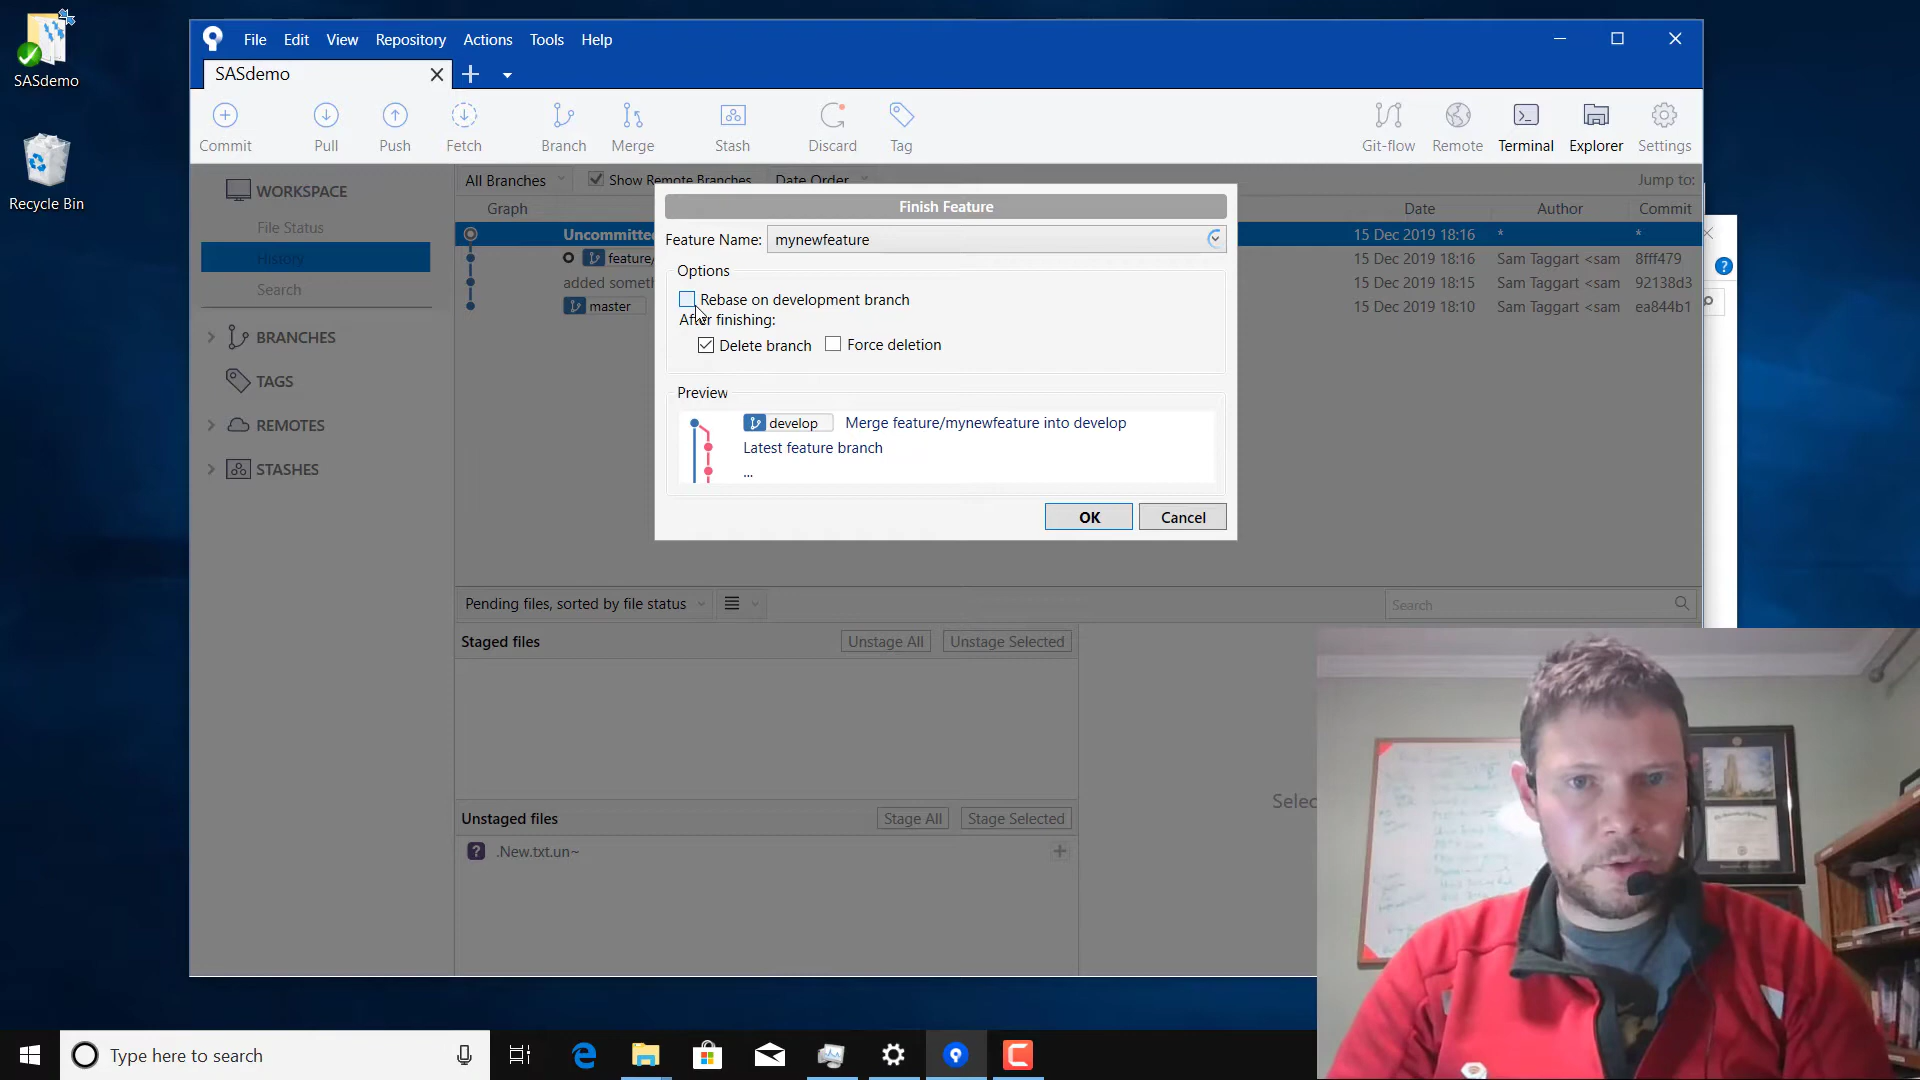 SASdemo
Recycle Bin
File Edit View Repository Actions Tools Help
SASdemo
Commit Pull Push Fetch Branch Merge Stash Discard Tag Git-flow Remote Terminal Explorer Settings
WORKSPACE
File Status
History
Search
BRANCHES
TAGS
REMOTES
STASHES
All Branches Show Remote Branches Date Order Jump to:
Graph Date Author Commit
Uncommitte 15 Dec 2019 18:16 * *
feature/ 15 Dec 2019 18:16 Sam Taggart <sam 8fff479
added someth 15 Dec 2019 18:15 Sam Taggart <sam 92138d3
master 15 Dec 2019 18:10 Sam Taggart <sam ea844b1
Finish Feature
Feature Name: mynewfeature
Options
Rebase on development branch
After finishing:
Delete branch Force deletion
Preview
develop Merge feature/mynewfeature into develop
Latest feature branch
...
OK Cancel
Pending files, sorted by file status Search
Staged files Unstage All Unstage Selected
Selec
Unstaged files Stage All Stage Selected
.New.txt.un~
Type here to search